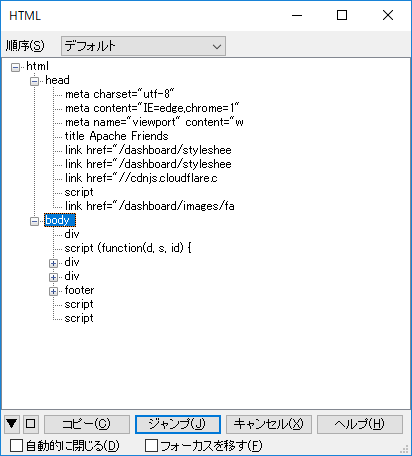 HTML
順序(S) デフォルト
html
head
meta charset="utf-8"
meta content="IE=edge,chrome=1"
meta name="viewport" content="w
title Apache Friends
link href="/dashboard/styleshee
link href="/dashboard/styleshee
link href="//cdnjs.cloudflare.c
script
link href="/dashboard/images/fa
body
div
script (function(d, s, id) {
div
div
footer
script
script
コピー(C) ジャンプ(J) キャンセル(X) ヘルプ(H)
自動的に閉じる(D) フォーカスを移す(F)